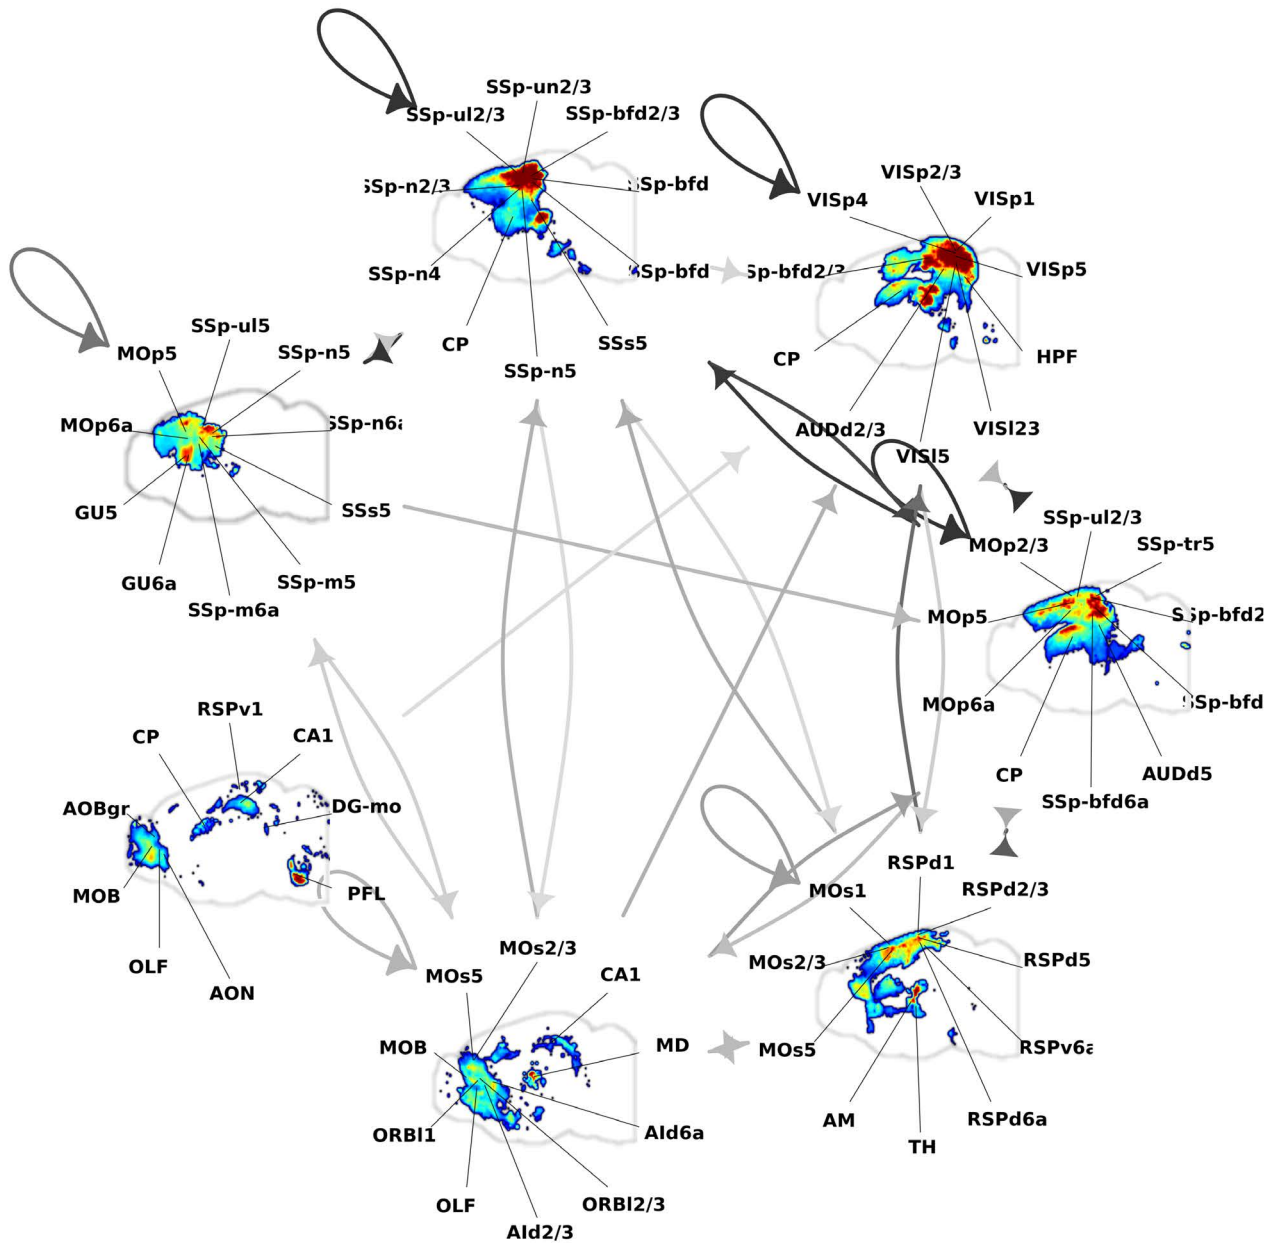 SSp-un2/3
SSp-ul2/3
SSp-bfd2/3
SSp-n2/3
SSp-bfd
SSp-n4
SSp-bfd
CP
SSs5
SSp-n5
VISp2/3
VISp4
VISp1
Sp-bfd2/3
VISp5
CP
HPF
AUDd2/3
VISl23
VISl5
SSp-ul5
MOp5
SSp-n5
MOp6a
SSp-n6a
GU5
SSs5
GU6a
SSp-m5
SSp-m6a
SSp-ul2/3
MOp2/3
SSp-tr5
MOp5
SSp-bfd2
MOp6a
SSp-bfd
CP
AUDd5
SSp-bfd6a
RSPv1
CP
CA1
AOBgr
DG-mo
MOB
PFL
OLF
AON
MOs2/3
MOs5
CA1
MOB
MD
ORBl1
AId6a
OLF
ORBl2/3
AId2/3
RSPd1
MOs1
RSPd2/3
MOs2/3
RSPd5
MOs5
RSPv6a
AM
RSPd6a
TH